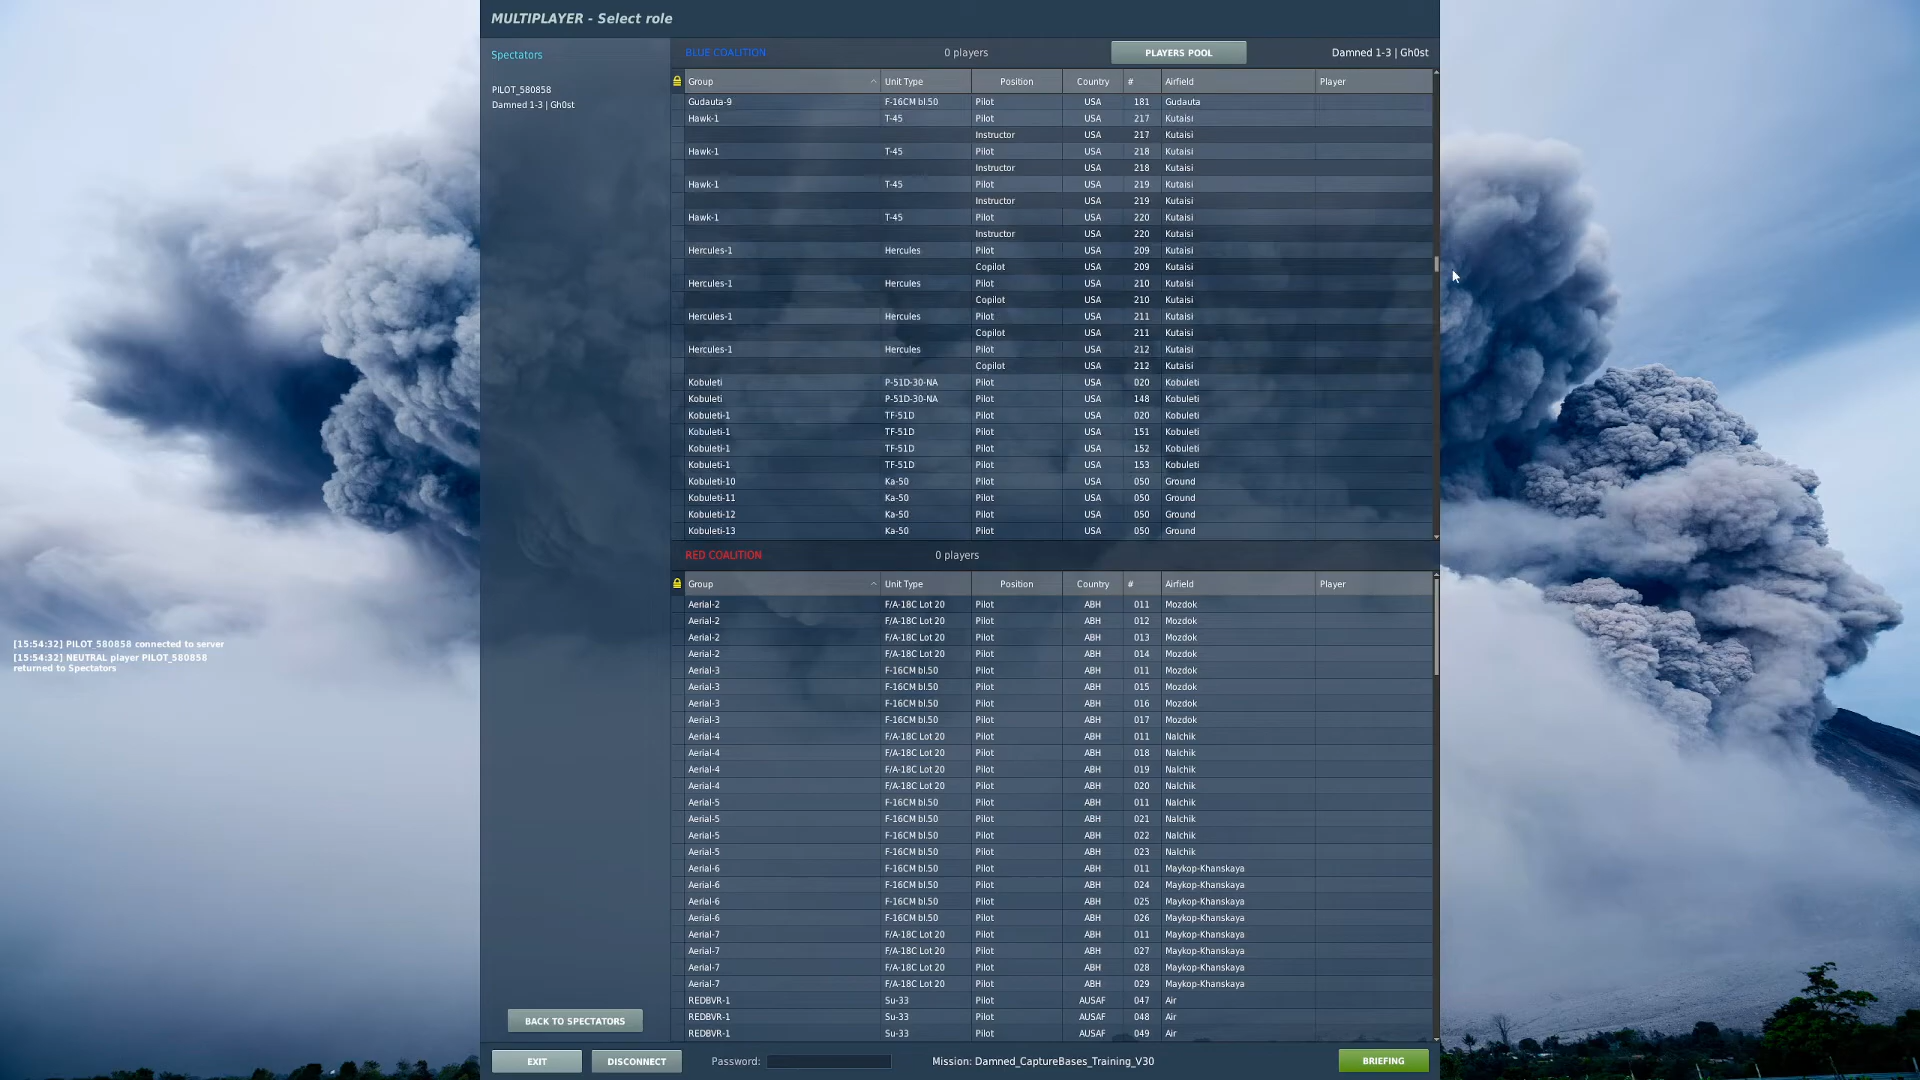 MULTIPLAYER - Select role
Spectators
PILOT_580858
Damned 1-3 | Gh0st
BLUE COALITION 0 players PLAYERS POOL Damned 1-3 | Gh0st
Group Unit Type Position Country # Airfield Player
Gudauta-9 F-16CM bl.50 Pilot USA 181 Gudauta
Hawk-1 T-45 Pilot USA 217 Kutaisi
Instructor USA 217 Kutaisi
Hawk-1 T-45 Pilot USA 218 Kutaisi
Instructor USA 218 Kutaisi
Hawk-1 T-45 Pilot USA 219 Kutaisi
Instructor USA 219 Kutaisi
Hawk-1 T-45 Pilot USA 220 Kutaisi
Instructor USA 220 Kutaisi
Hercules-1 Hercules Pilot USA 209 Kutaisi
Copilot USA 209 Kutaisi
Hercules-1 Hercules Pilot USA 210 Kutaisi
Copilot USA 210 Kutaisi
Hercules-1 Hercules Pilot USA 211 Kutaisi
Copilot USA 211 Kutaisi
Hercules-1 Hercules Pilot USA 212 Kutaisi
Copilot USA 212 Kutaisi
Kobuleti P-51D-30-NA Pilot USA 020 Kobuleti
Kobuleti P-51D-30-NA Pilot USA 148 Kobuleti
Kobuleti-1 TF-51D Pilot USA 020 Kobuleti
Kobuleti-1 TF-51D Pilot USA 151 Kobuleti
Kobuleti-1 TF-51D Pilot USA 152 Kobuleti
Kobuleti-1 TF-51D Pilot USA 153 Kobuleti
Kobuleti-10 Ka-50 Pilot USA 050 Ground
Kobuleti-11 Ka-50 Pilot USA 050 Ground
Kobuleti-12 Ka-50 Pilot USA 050 Ground
Kobuleti-13 Ka-50 Pilot USA 050 Ground
RED COALITION 0 players
Group Unit Type Position Country # Airfield Player
Aerial-2 F/A-18C Lot 20 Pilot ABH 011 Mozdok
Aerial-2 F/A-18C Lot 20 Pilot ABH 012 Mozdok
Aerial-2 F/A-18C Lot 20 Pilot ABH 013 Mozdok
Aerial-2 F/A-18C Lot 20 Pilot ABH 014 Mozdok
Aerial-3 F-16CM bl.50 Pilot ABH 011 Mozdok
Aerial-3 F-16CM bl.50 Pilot ABH 015 Mozdok
Aerial-3 F-16CM bl.50 Pilot ABH 016 Mozdok
Aerial-3 F-16CM bl.50 Pilot ABH 017 Mozdok
Aerial-4 F/A-18C Lot 20 Pilot ABH 011 Nalchik
Aerial-4 F/A-18C Lot 20 Pilot ABH 018 Nalchik
Aerial-4 F/A-18C Lot 20 Pilot ABH 019 Nalchik
Aerial-4 F/A-18C Lot 20 Pilot ABH 020 Nalchik
Aerial-5 F-16CM bl.50 Pilot ABH 011 Nalchik
Aerial-5 F-16CM bl.50 Pilot ABH 021 Nalchik
Aerial-5 F-16CM bl.50 Pilot ABH 022 Nalchik
Aerial-5 F-16CM bl.50 Pilot ABH 023 Nalchik
Aerial-6 F-16CM bl.50 Pilot ABH 011 Maykop-Khanskaya
Aerial-6 F-16CM bl.50 Pilot ABH 024 Maykop-Khanskaya
Aerial-6 F-16CM bl.50 Pilot ABH 025 Maykop-Khanskaya
Aerial-6 F-16CM bl.50 Pilot ABH 026 Maykop-Khanskaya
Aerial-7 F/A-18C Lot 20 Pilot ABH 011 Maykop-Khanskaya
Aerial-7 F/A-18C Lot 20 Pilot ABH 027 Maykop-Khanskaya
Aerial-7 F/A-18C Lot 20 Pilot ABH 028 Maykop-Khanskaya
Aerial-7 F/A-18C Lot 20 Pilot ABH 029 Maykop-Khanskaya
REDBVR-1 Su-33 Pilot AUSAF 047 Air
REDBVR-1 Su-33 Pilot AUSAF 048 Air
REDBVR-1 Su-33 Pilot AUSAF 049 Air
[15:54:32] PILOT_580858 connected to server
[15:54:32] NEUTRAL player PILOT_580858
returned to Spectators
BACK TO SPECTATORS
EXIT DISCONNECT Password: Mission: Damned_CaptureBases_Training_V30 BRIEFING